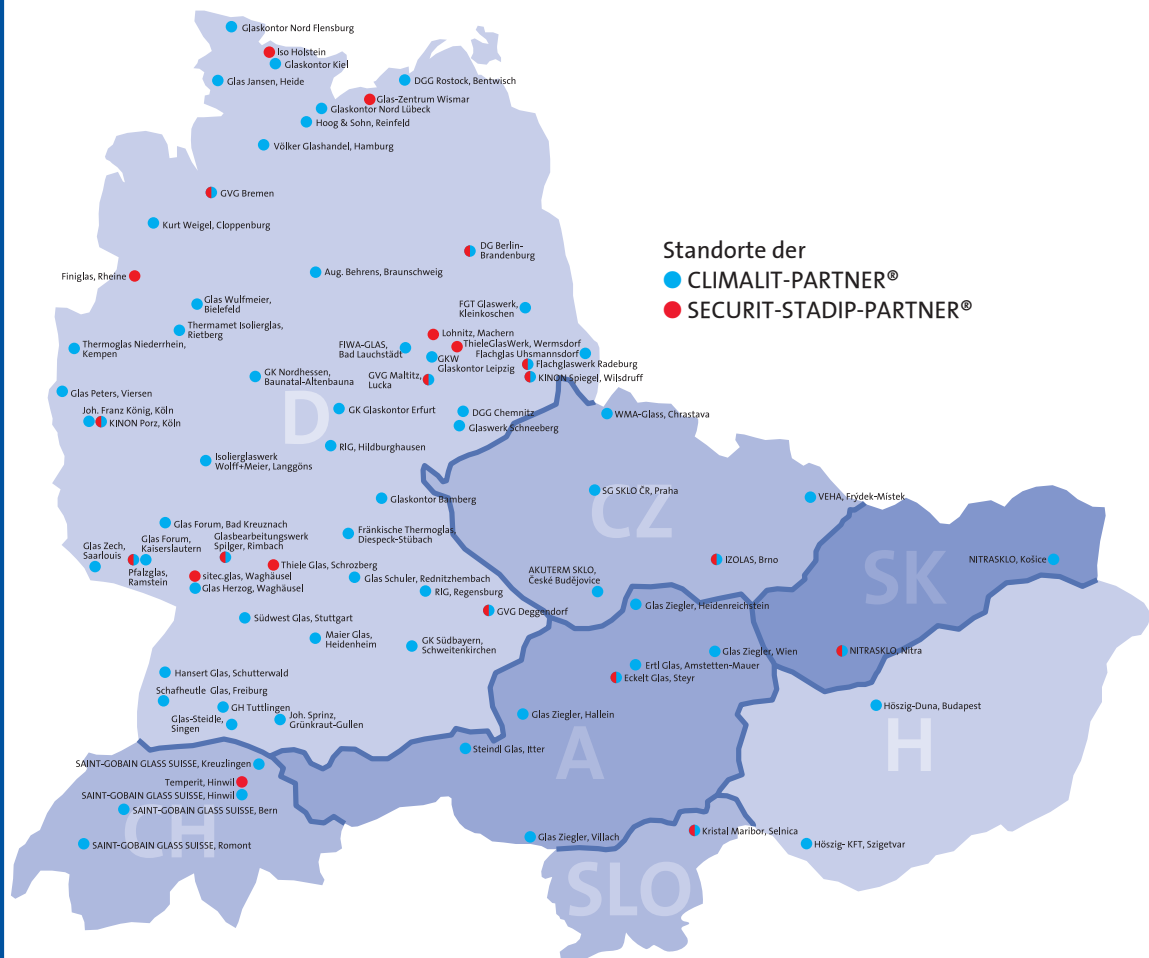 Glaskontor Nord Flensburg
Iso Holstein
Glaskontor Kiel
Glas Jansen, Heide
DGG Rostock, Bentwisch
Glas-Zentrum Wismar
Glaskontor Nord Lübeck
Hoog & Sohn, Reinfeld
Völker Glashandel, Hamburg
GVG Bremen
Kurt Weigel, Cloppenburg
DG Berlin-
Brandenburg
Standorte der
CLIMALIT-PARTNER®
SECURIT-STADIP-PARTNER®
Finiglas, Rheine
Aug. Behrens, Braunschweig
Glas Wulfmeier,
Bielefeld
FGT Glaswerk,
Kleinkoschen
Thermamet Isolierglas,
Rietberg
Thermoglas Niederrhein,
Kempen
Lohnitz, Machern
ThieleGlasWerk, Wermsdorf
FIWA-GLAS,
Bad Lauchstädt
Flachglas Uhsmannsdorf
GKW
Glaskontor Leipzig
Flachglaswerk Radeburg
GK Nordhessen,
Baunatal-Altenbauna
GVG Maltitz,
Lucka
KINON Spiegel, Wilsdruff
Glas Peters, Viersen
Joh. Franz König, Köln
KINON Porz, Köln
D
GK Glaskontor Erfurt
DGG Chemnitz
Glaswerk Schneeberg
WMA-Glass, Chrastava
RIG, Hildburghausen
Isolierglaswerk
Wolff+Meier, Langgöns
Glaskontor Bamberg
SG SKLO ČR, Praha
CZ
VEHA, Frýdek-Místek
Glas Forum, Bad Kreuznach
Glasbearbeitungswerk
Spilger, Rimbach
Fränkische Thermoglas,
Diespeck-Stübach
Glas Zech,
Saarlouis
Glas Forum,
Kaiserslautern
Pfalzglas,
Ramstein
Thiele Glas, Schrozberg
sitec.glas, Waghäusel
Glas Herzog, Waghäusel
Glas Schuler, Rednitzhembach
RIG, Regensburg
IZOLAS, Brno
NITRASKLO, Košice
SK
AKUTERM SKLO,
České Budějovice
GVG Deggendorf
Glas Ziegler, Heidenreichstein
Südwest Glas, Stuttgart
Maier Glas,
Heidenheim
GK Südbayern,
Schweitenkirchen
Glas Ziegler, Wien
NITRASKLO, Nitra
Ertl Glas, Amstetten-Mauer
Eckelt Glas, Steyr
Hansert Glas, Schutterwald
Schafheutle Glas, Freiburg
GH Tuttlingen
Glas-Steidle,
Singen
Joh. Sprinz,
Grünkraut-Gullen
Glas Ziegler, Hallein
Höszig-Duna, Budapest
H
Steindl Glas, Itter
A
SAINT-GOBAIN GLASS SUISSE, Kreuzlingen
Temperit, Hinwil
SAINT-GOBAIN GLASS SUISSE, Hinwil
SAINT-GOBAIN GLASS SUISSE, Bern
CH
SAINT-GOBAIN GLASS SUISSE, Romont
Glas Ziegler, Villach
Kristal Maribor, Selnica
Höszig- KFT, Szigetvar
SLO